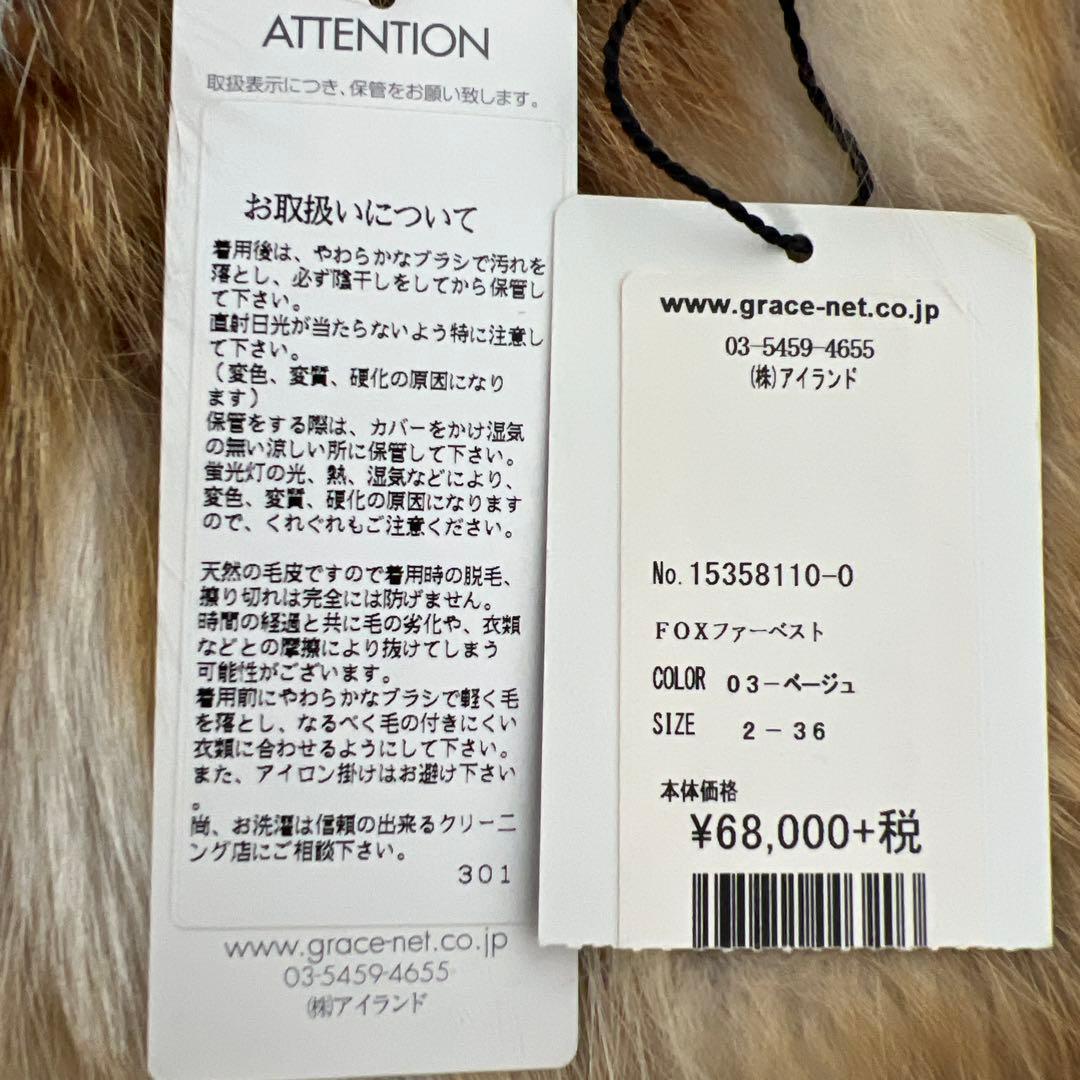 ATTENTION
取扱表示につき、保管をお願い致します。
お取扱いについて
着用後は、やわらかなブラシで汚れを
落とし、必ず陰干しをしてから保管し
て下さい。
直射日光が当たらないよう特に注意し
て下さい。
(変色、変質、硬化の原因になり
ます)
保管をする際は、カバーをかけ湿気
の無い涼しい所に保管して下さい。
蛍光灯の光、熱、湿気などにより、
変色、変質、硬化の原因になります
ので、くれぐれもご注意ください。
天然の毛皮ですので着用時の脱毛、
擦り切れは完全には防げません。
時間の経過と共に毛の劣化や、衣類
などとの摩擦により抜けてしまう
可能性がございます。
着用前にやわらかなブラシで軽く毛
を落とし、なるべく毛の付きにくい
衣類に合わせるようにして下さい。
また、アイロン掛けはお避け下さい
。
尚、お洗濯は信頼の出来るクリーニ
ング店にご相談下さい。
301
www.grace-net.co.jp
03-5459-4655
(株)アイランド
www.grace-net.co.jp
03-5459-4655
(株)アイランド
No.15358110-0
FOXファーベスト
COLOR 03-ベージュ
SIZE 2-36
本体価格
¥68,000+税